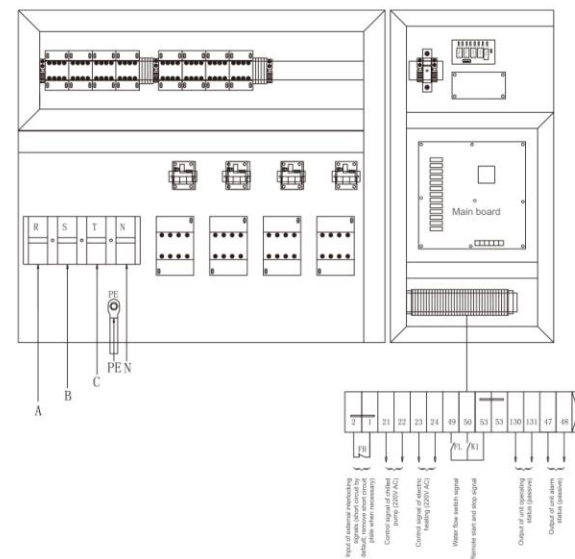 Main board
R S T N
PE
PE N
C
B
A
2 1 21 22 23 24 49 50 53 53 130 131 47 48
FB FL K1
Input of external interlocking
signals (short circuit by
default, remove short circuit
plate when necessary)
Control signal of chilled
pump (220V AC)
Control signal of electric
heating (220V AC)
Water flow switch signal
Remote start and stop signal
Output of unit operating
status (passive)
Output of unit alarm
status (passive)